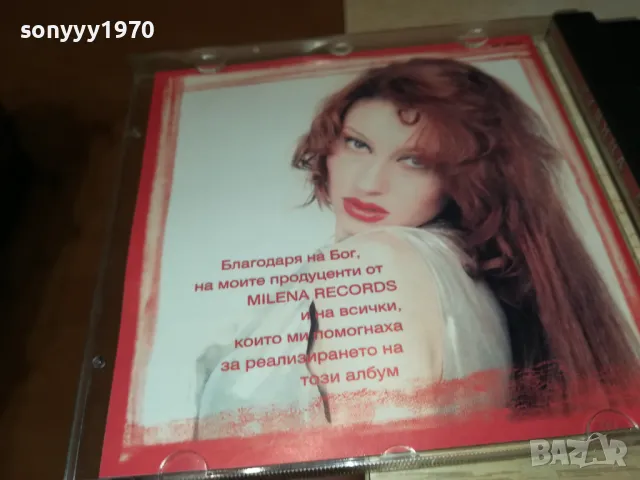 sonyyy1970
Благодаря на Бог,
на моите продуценти от
MILENA RECORDS
и на всички,
които ми помогнаха
за реализирането на
този албум
BAZAR